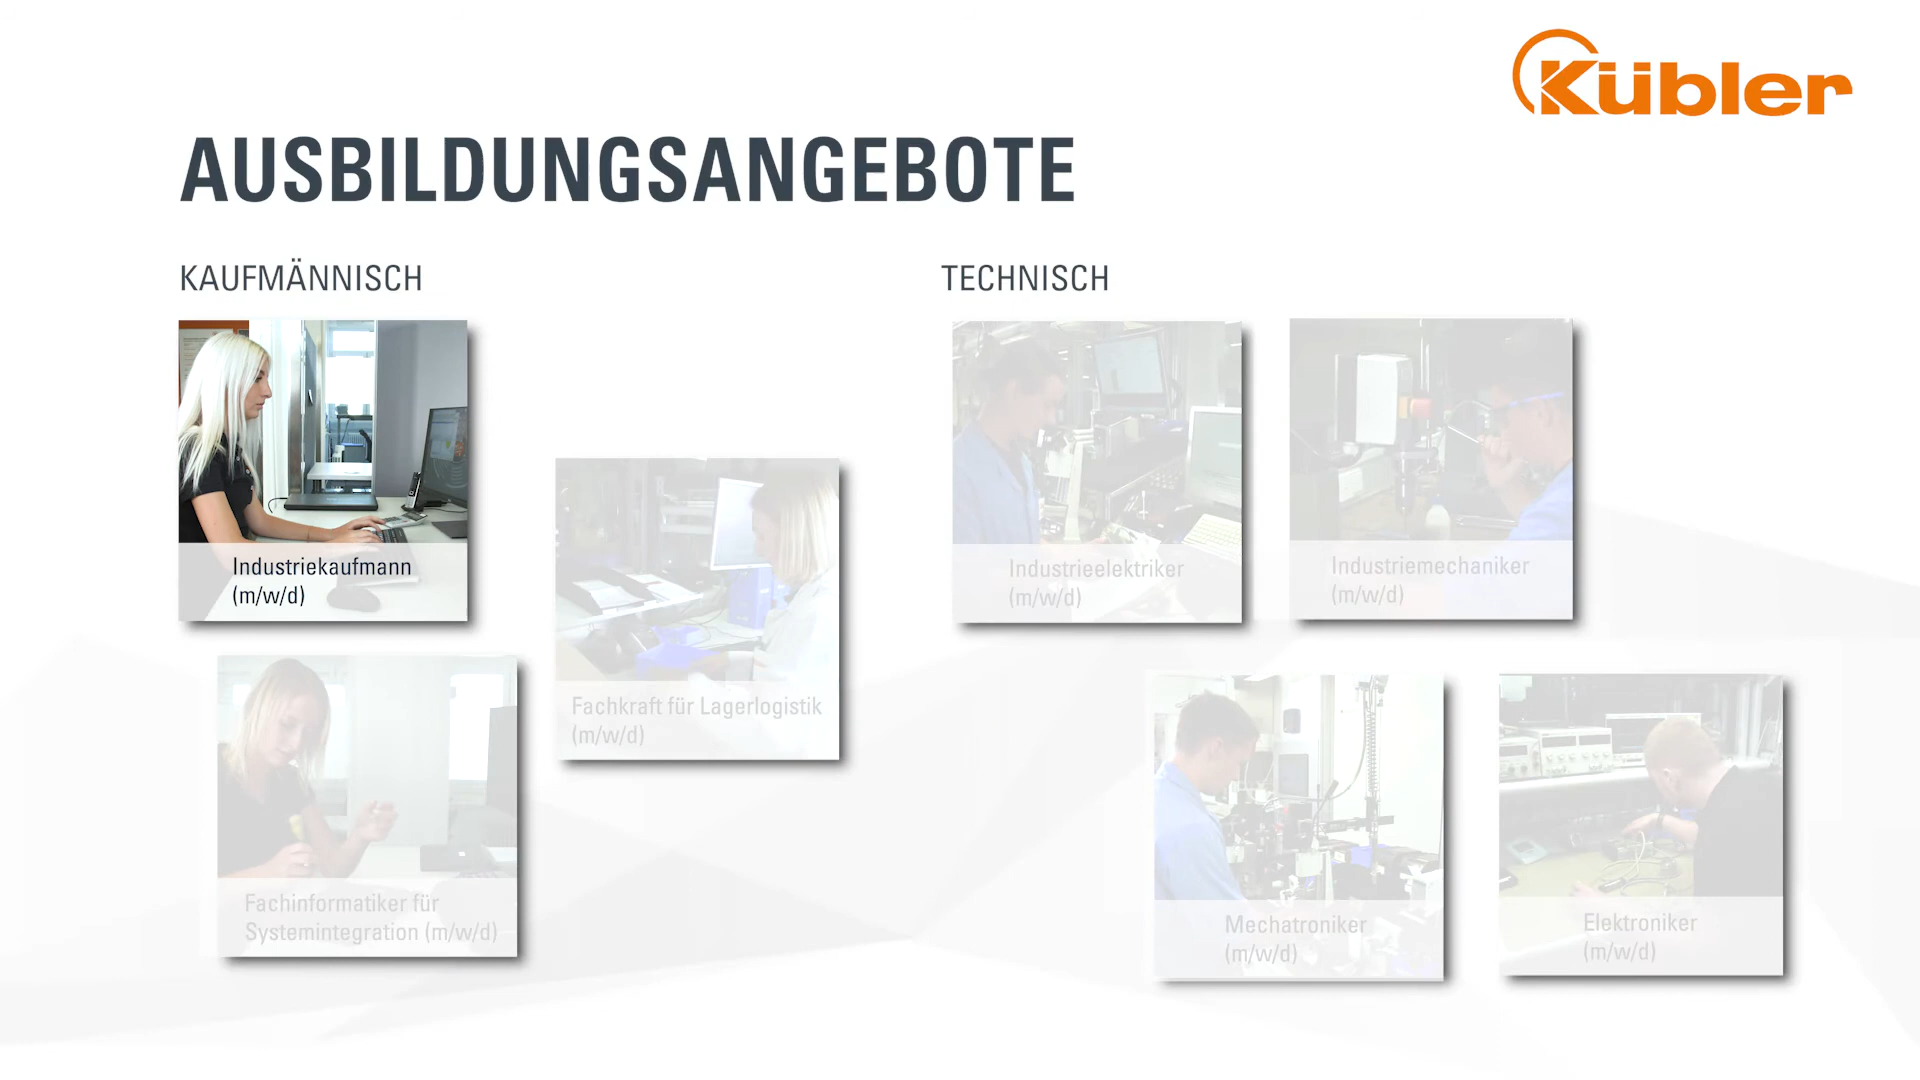 Kübler
AUSBILDUNGSANGEBOTE
KAUFMÄNNISCH
Industriekaufmann
(m/w/d)
Fachkraft für Lagerlogistik
(m/w/d)
Fachinformatiker für
Systemintegration (m/w/d)
TECHNISCH
Industrieelektriker
(m/w/d)
Industriemechaniker
(m/w/d)
Mechatroniker
(m/w/d)
Elektroniker
(m/w/d)